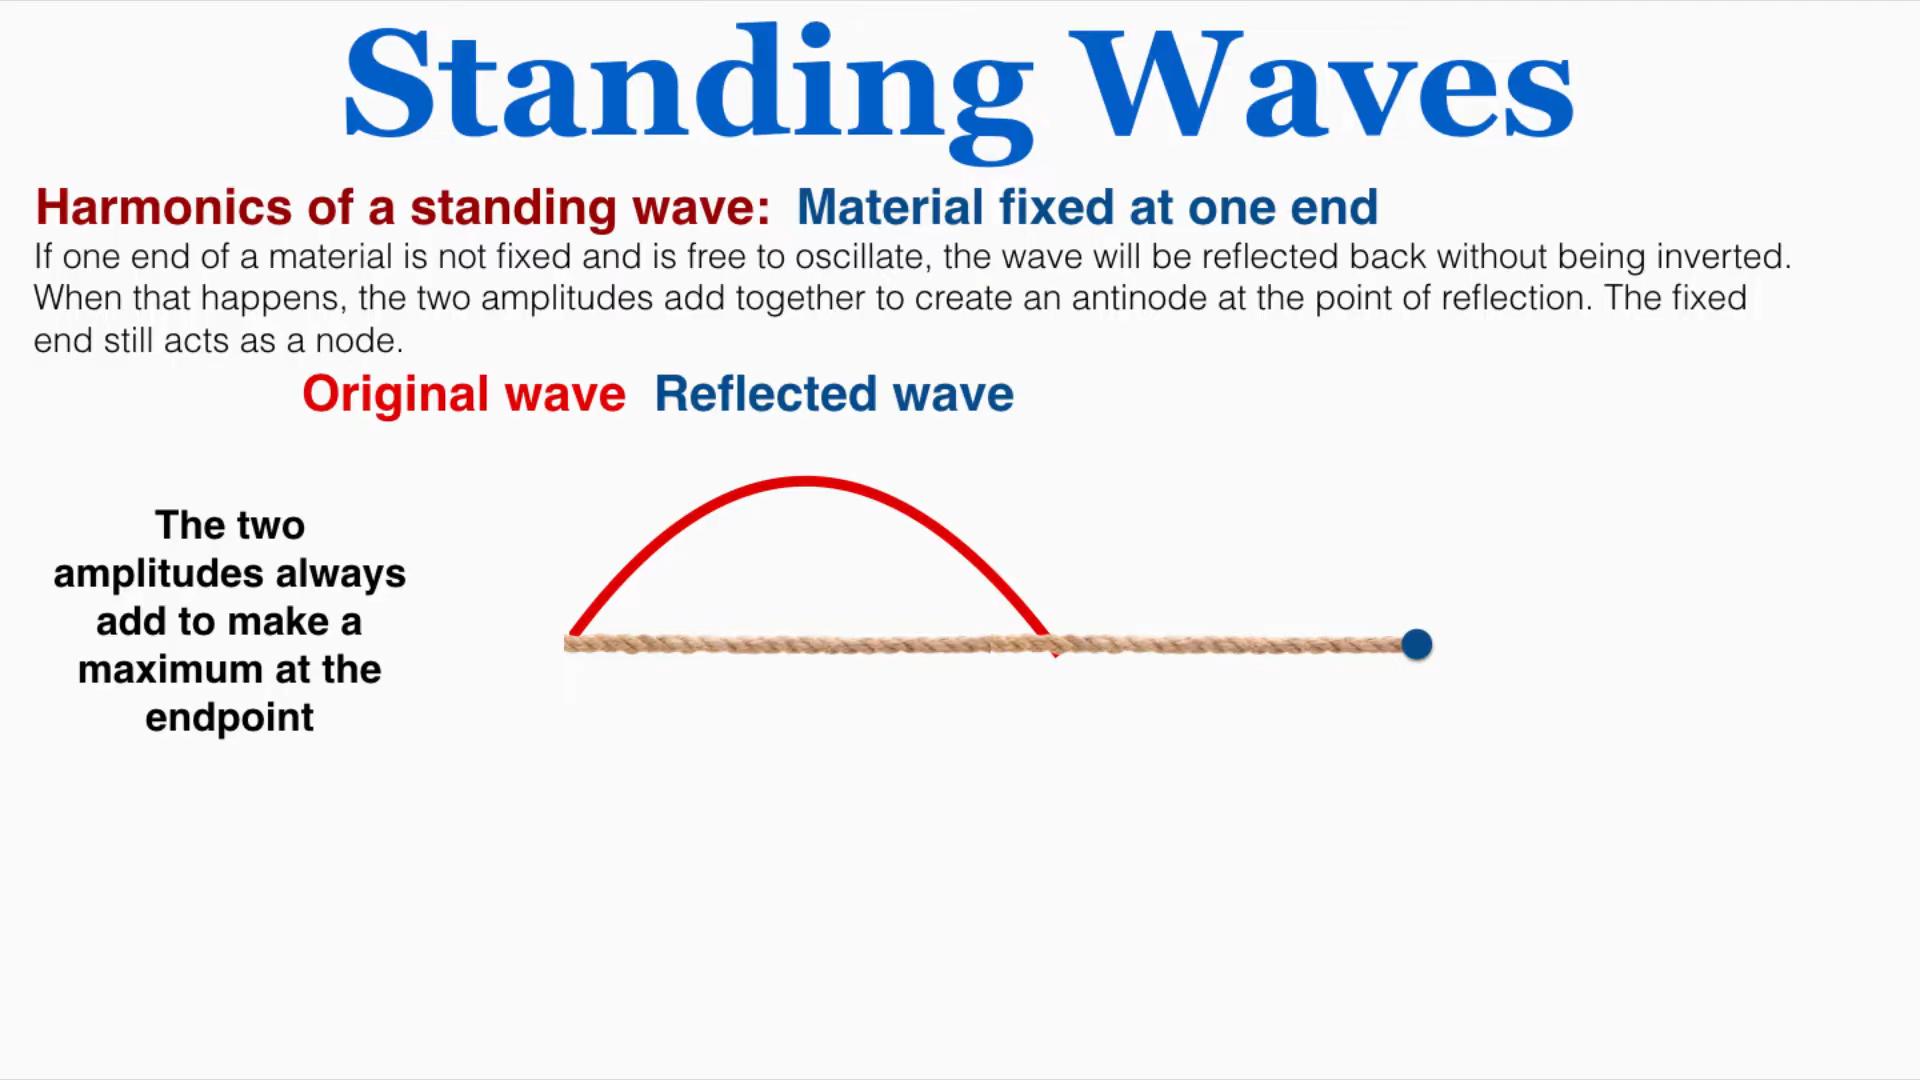 Standing Waves
Harmonics of a standing wave: Material fixed at one end
If one end of a material is not fixed and is free to oscillate, the wave will be reflected back without being inverted.
When that happens, the two amplitudes add together to create an antinode at the point of reflection. The fixed
end still acts as a node.
Original wave Reflected wave
The two
amplitudes always
add to make a
maximum at the
endpoint